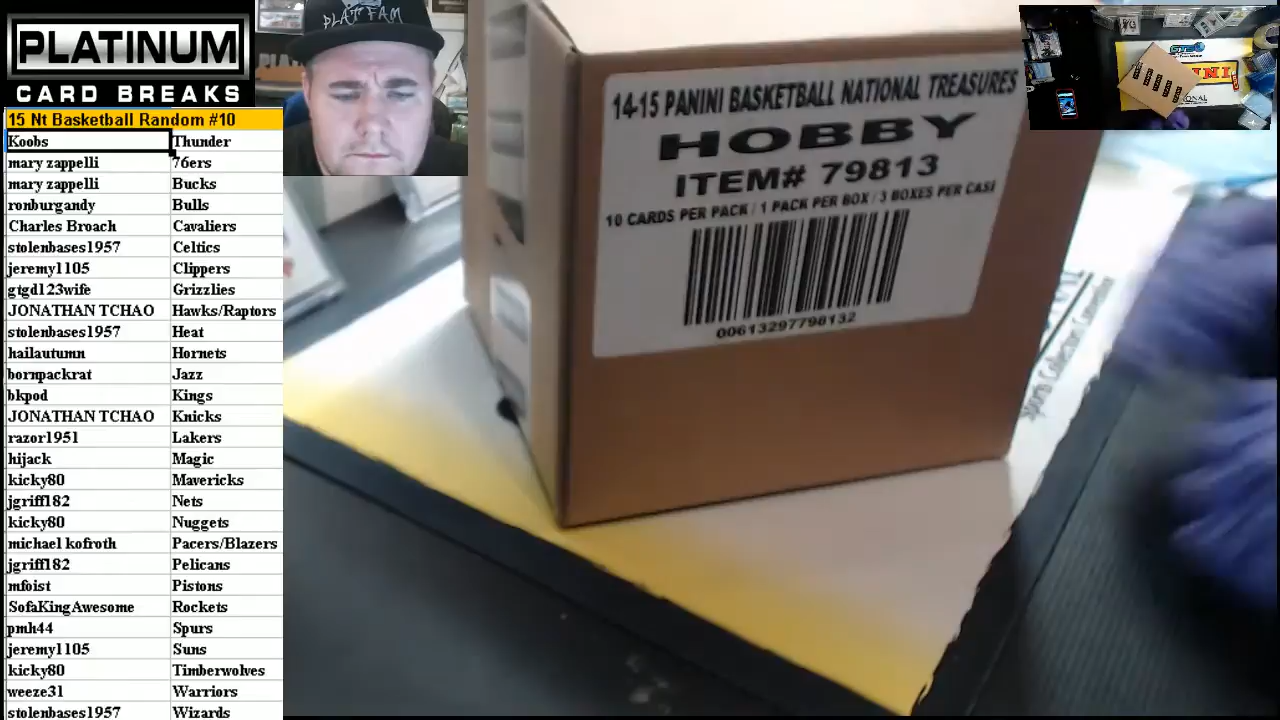 PLATINUM
CARD BREAKS
15 Nt Basketball Random #10
Koobs Thunder
mary zappelli 76ers
mary zappelli Bucks
ronburgandy Bulls
Charles Broach Cavaliers
stolenbases1957 Celtics
jeremy1105 Clippers
gtgd123wife Grizzlies
JONATHAN TCHAO Hawks/Raptors
stolenbases1957 Heat
hailautumn Hornets
bornpackrat Jazz
bkpod Kings
JONATHAN TCHAO Knicks
razor1951 Lakers
hijack Magic
kicky80 Mavericks
jgriff182 Nets
kicky80 Nuggets
michael kofroth Pacers/Blazers
jgriff182 Pelicans
mfoist Pistons
SofaKingAwesome Rockets
pmh44 Spurs
jeremy1105 Suns
kicky80 Timberwolves
weeze31 Warriors
stolenbases1957 Wizards
PLAT FAM
14-15 PANINI BASKETBALL NATIONAL TREASURES
HOBBY
ITEM# 79813
10 CARDS PER PACK / 1 PACK PER BOX / 3 BOXES PER CASE
00613297798132
Sports Collectors Convention
GTS